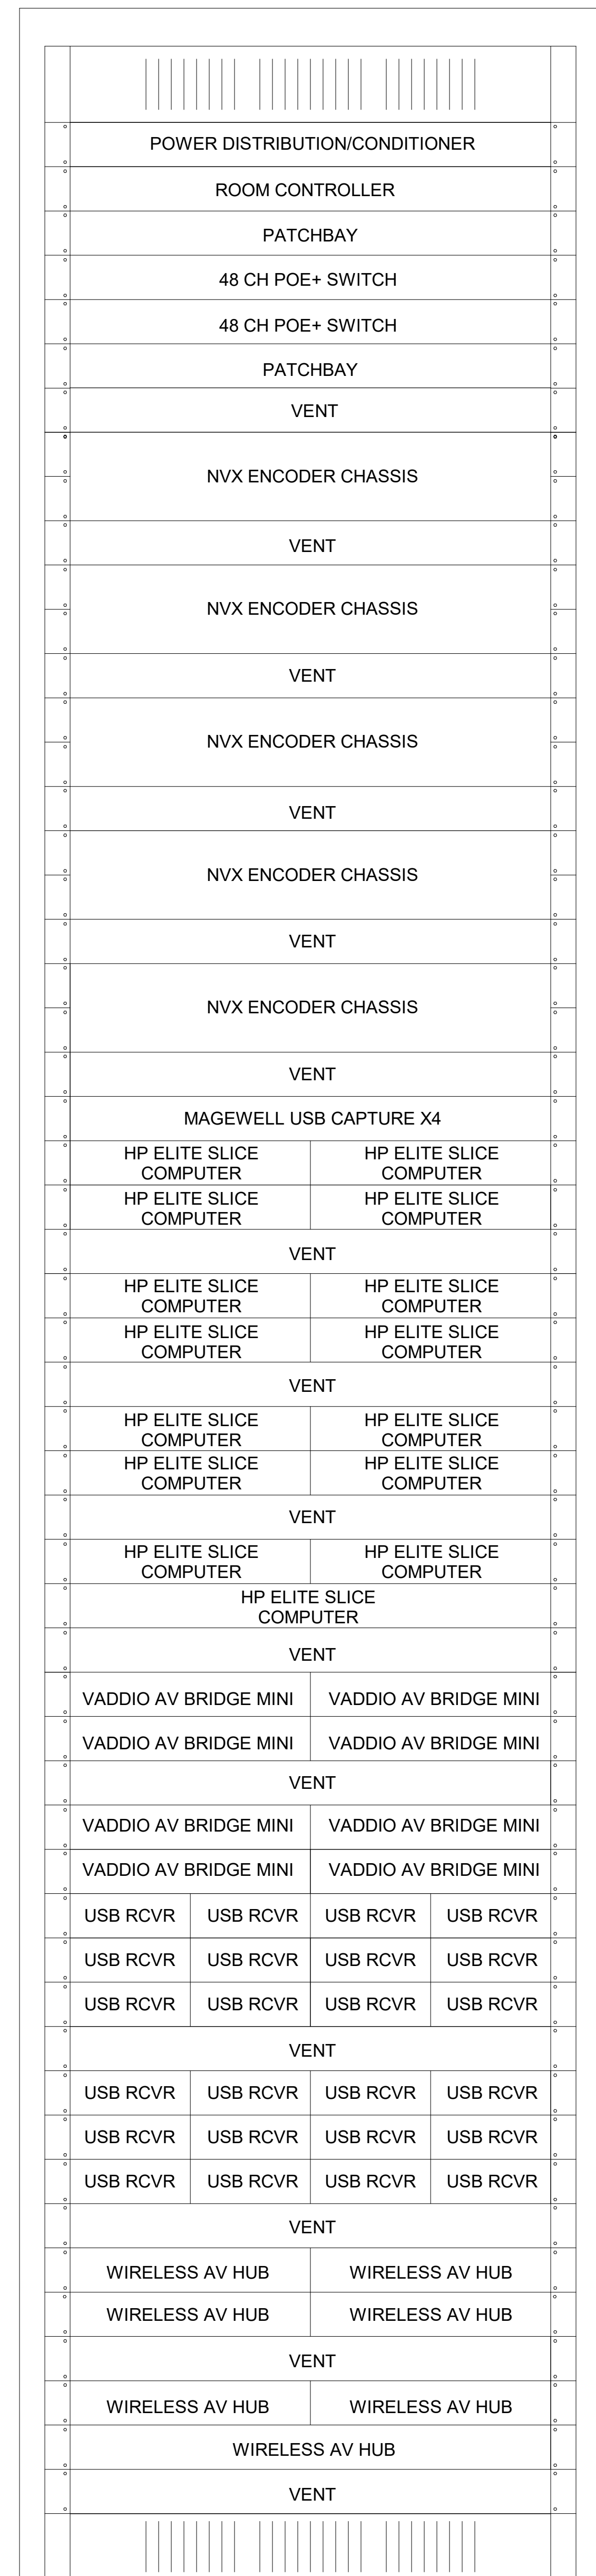 POWER DISTRIBUTION/CONDITIONER
ROOM CONTROLLER
PATCHBAY
48 CH POE+ SWITCH
48 CH POE+ SWITCH
PATCHBAY
VENT
NVX ENCODER CHASSIS
VENT
NVX ENCODER CHASSIS
VENT
NVX ENCODER CHASSIS
VENT
NVX ENCODER CHASSIS
VENT
NVX ENCODER CHASSIS
VENT
MAGEWELL USB CAPTURE X4
HP ELITE SLICE HP ELITE SLICE
COMPUTER COMPUTER
HP ELITE SLICE HP ELITE SLICE
COMPUTER COMPUTER
VENT
HP ELITE SLICE HP ELITE SLICE
COMPUTER COMPUTER
HP ELITE SLICE HP ELITE SLICE
COMPUTER COMPUTER
VENT
HP ELITE SLICE HP ELITE SLICE
COMPUTER COMPUTER
HP ELITE SLICE HP ELITE SLICE
COMPUTER COMPUTER
VENT
HP ELITE SLICE HP ELITE SLICE
COMPUTER COMPUTER
HP ELITE SLICE
COMPUTER
VENT
VADDIO AV BRIDGE MINI VADDIO AV BRIDGE MINI
VADDIO AV BRIDGE MINI VADDIO AV BRIDGE MINI
VENT
VADDIO AV BRIDGE MINI VADDIO AV BRIDGE MINI
VADDIO AV BRIDGE MINI VADDIO AV BRIDGE MINI
USB RCVR USB RCVR USB RCVR USB RCVR
USB RCVR USB RCVR USB RCVR USB RCVR
USB RCVR USB RCVR USB RCVR USB RCVR
VENT
USB RCVR USB RCVR USB RCVR USB RCVR
USB RCVR USB RCVR USB RCVR USB RCVR
USB RCVR USB RCVR USB RCVR USB RCVR
VENT
WIRELESS AV HUB WIRELESS AV HUB
WIRELESS AV HUB WIRELESS AV HUB
VENT
WIRELESS AV HUB WIRELESS AV HUB
WIRELESS AV HUB
VENT